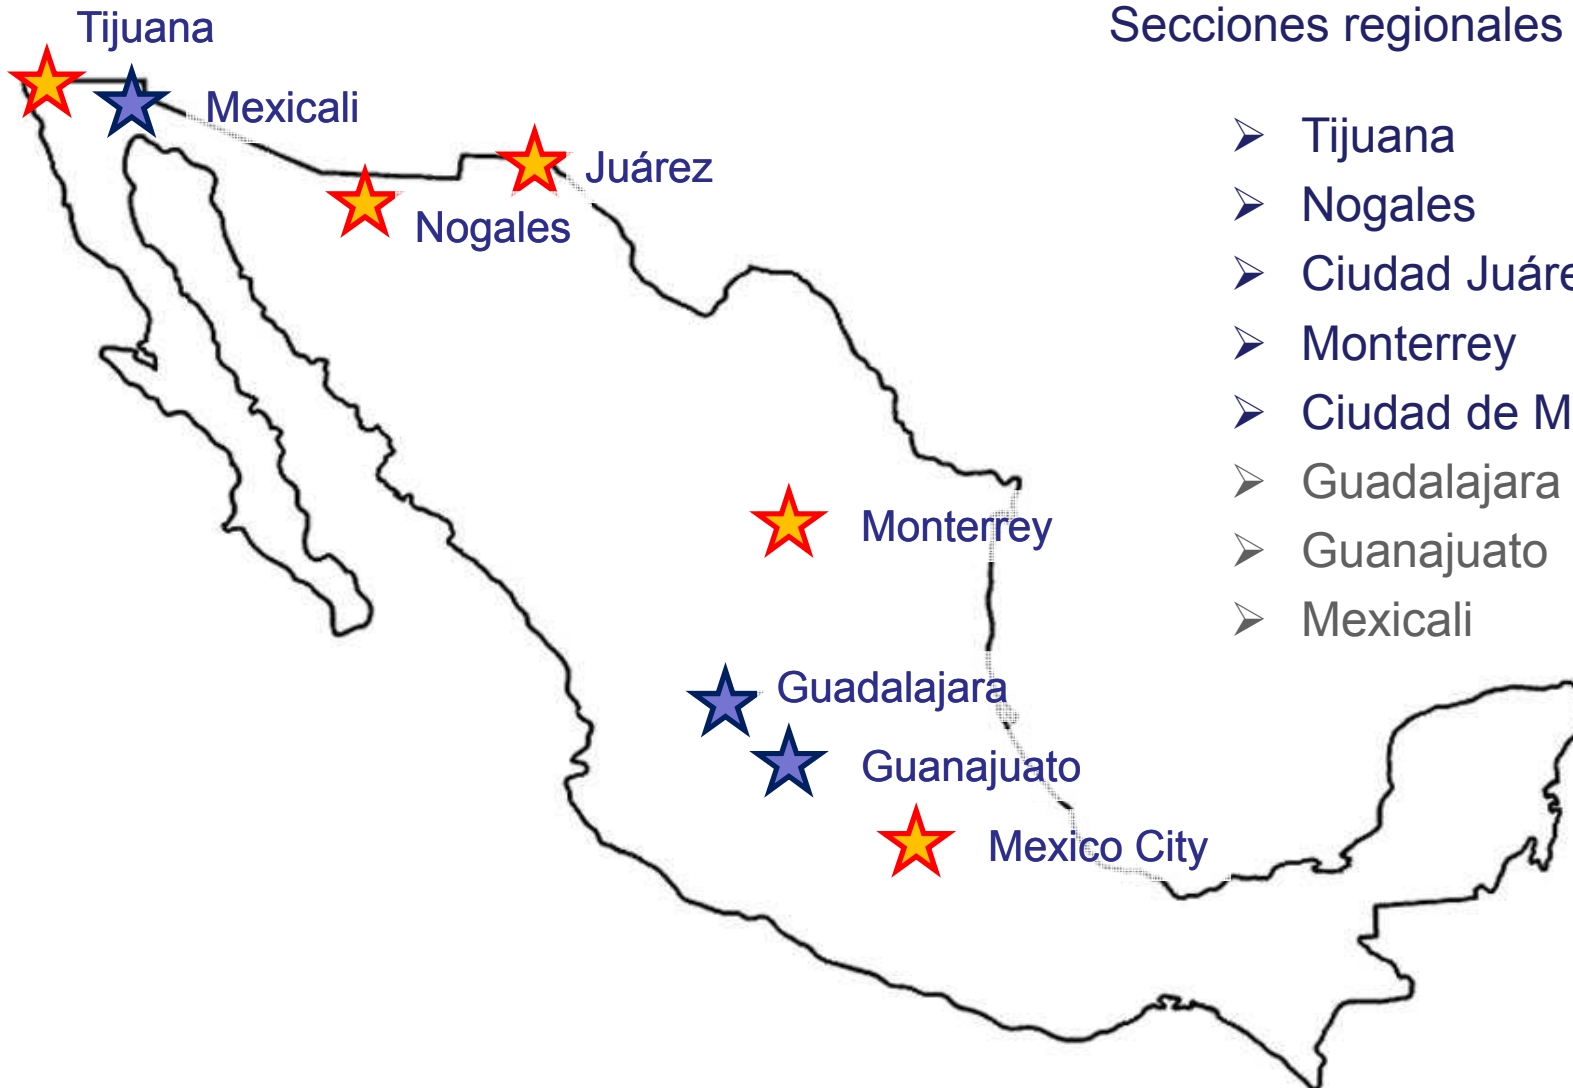 Secciones regionales
Tijuana
Mexicali
Juárez
Nogales
Monterrey
Guadalajara
Guanajuato
Mexico City
Tijuana
Nogales
Ciudad Juáre
Monterrey
Ciudad de M
Guadalajara
Guanajuato
Mexicali